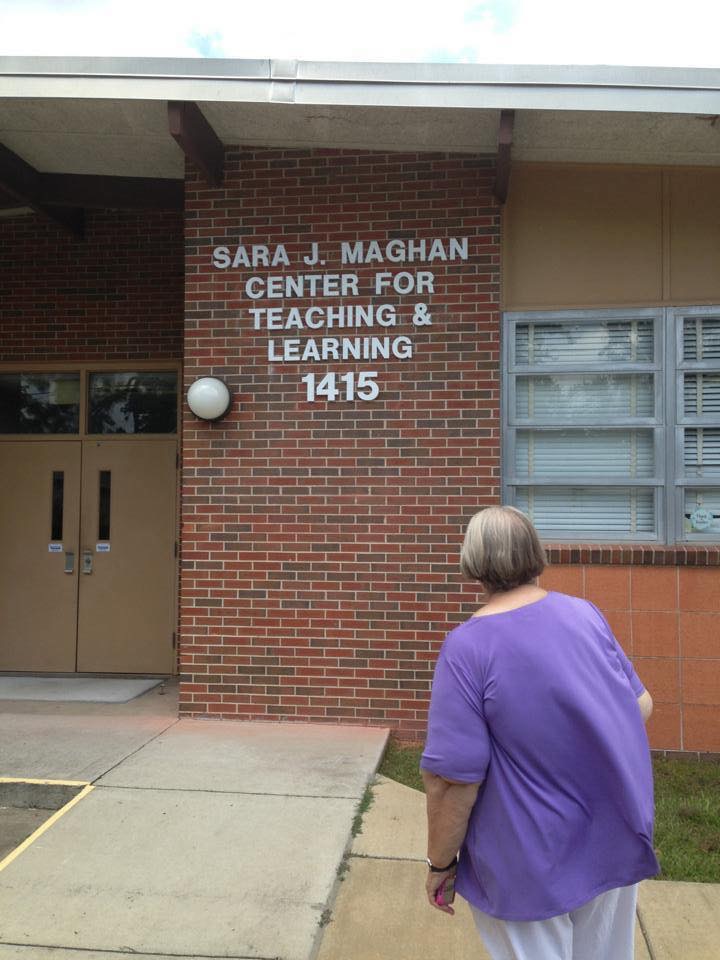 SARA J. MAGHAN
CENTER FOR
TEACHING &
LEARNING
1415